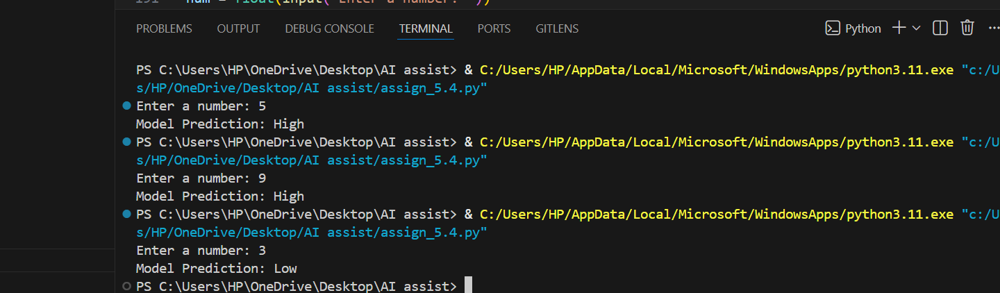 191 num = float(input("Enter a number: "))
PROBLEMS OUTPUT DEBUG CONSOLE TERMINAL PORTS GITLENS Python
PS C:\Users\HP\OneDrive\Desktop\AI assist> & C:/Users/HP/AppData/Local/Microsoft/WindowsApps/python3.11.exe "c:/U
s/HP/OneDrive/Desktop/AI assist/assign_5.4.py"
Enter a number: 5
Model Prediction: High
PS C:\Users\HP\OneDrive\Desktop\AI assist> & C:/Users/HP/AppData/Local/Microsoft/WindowsApps/python3.11.exe "c:/U
s/HP/OneDrive/Desktop/AI assist/assign_5.4.py"
Enter a number: 9
Model Prediction: High
PS C:\Users\HP\OneDrive\Desktop\AI assist> & C:/Users/HP/AppData/Local/Microsoft/WindowsApps/python3.11.exe "c:/U
s/HP/OneDrive/Desktop/AI assist/assign_5.4.py"
Enter a number: 3
Model Prediction: Low
PS C:\Users\HP\OneDrive\Desktop\AI assist>